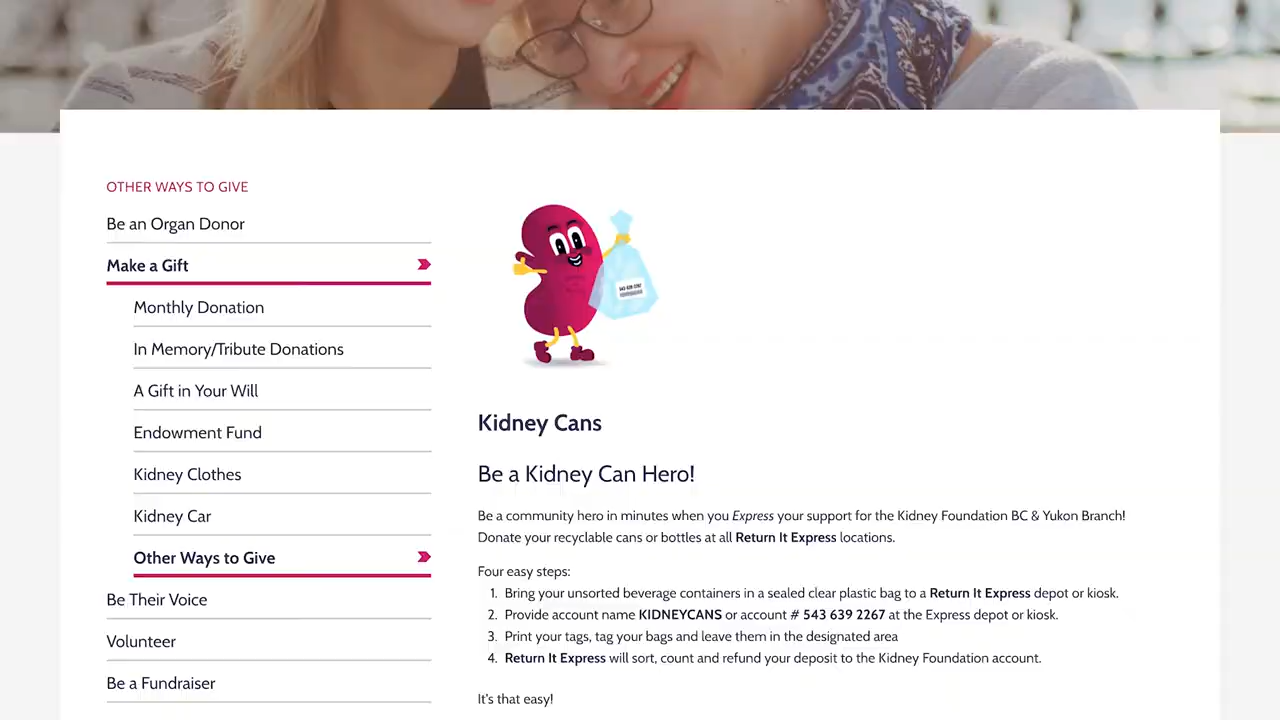 OTHER WAYS TO GIVE
Be an Organ Donor
Make a Gift
Monthly Donation
In Memory/Tribute Donations
A Gift in Your Will
Endowment Fund
Kidney Clothes
Kidney Car
Other Ways to Give
Be Their Voice
Volunteer
Be a Fundraiser
543 639 2267
Kidney Cans
Be a Kidney Can Hero!
Be a community hero in minutes when you Express your support for the Kidney Foundation BC & Yukon Branch!
Donate your recyclable cans or bottles at all Return It Express locations.
Four easy steps:
1. Bring your unsorted beverage containers in a sealed clear plastic bag to a Return It Express depot or kiosk.
2. Provide account name KIDNEYCANS or account # 543 639 2267 at the Express depot or kiosk.
3. Print your tags, tag your bags and leave them in the designated area
4. Return It Express will sort, count and refund your deposit to the Kidney Foundation account.
It's that easy!